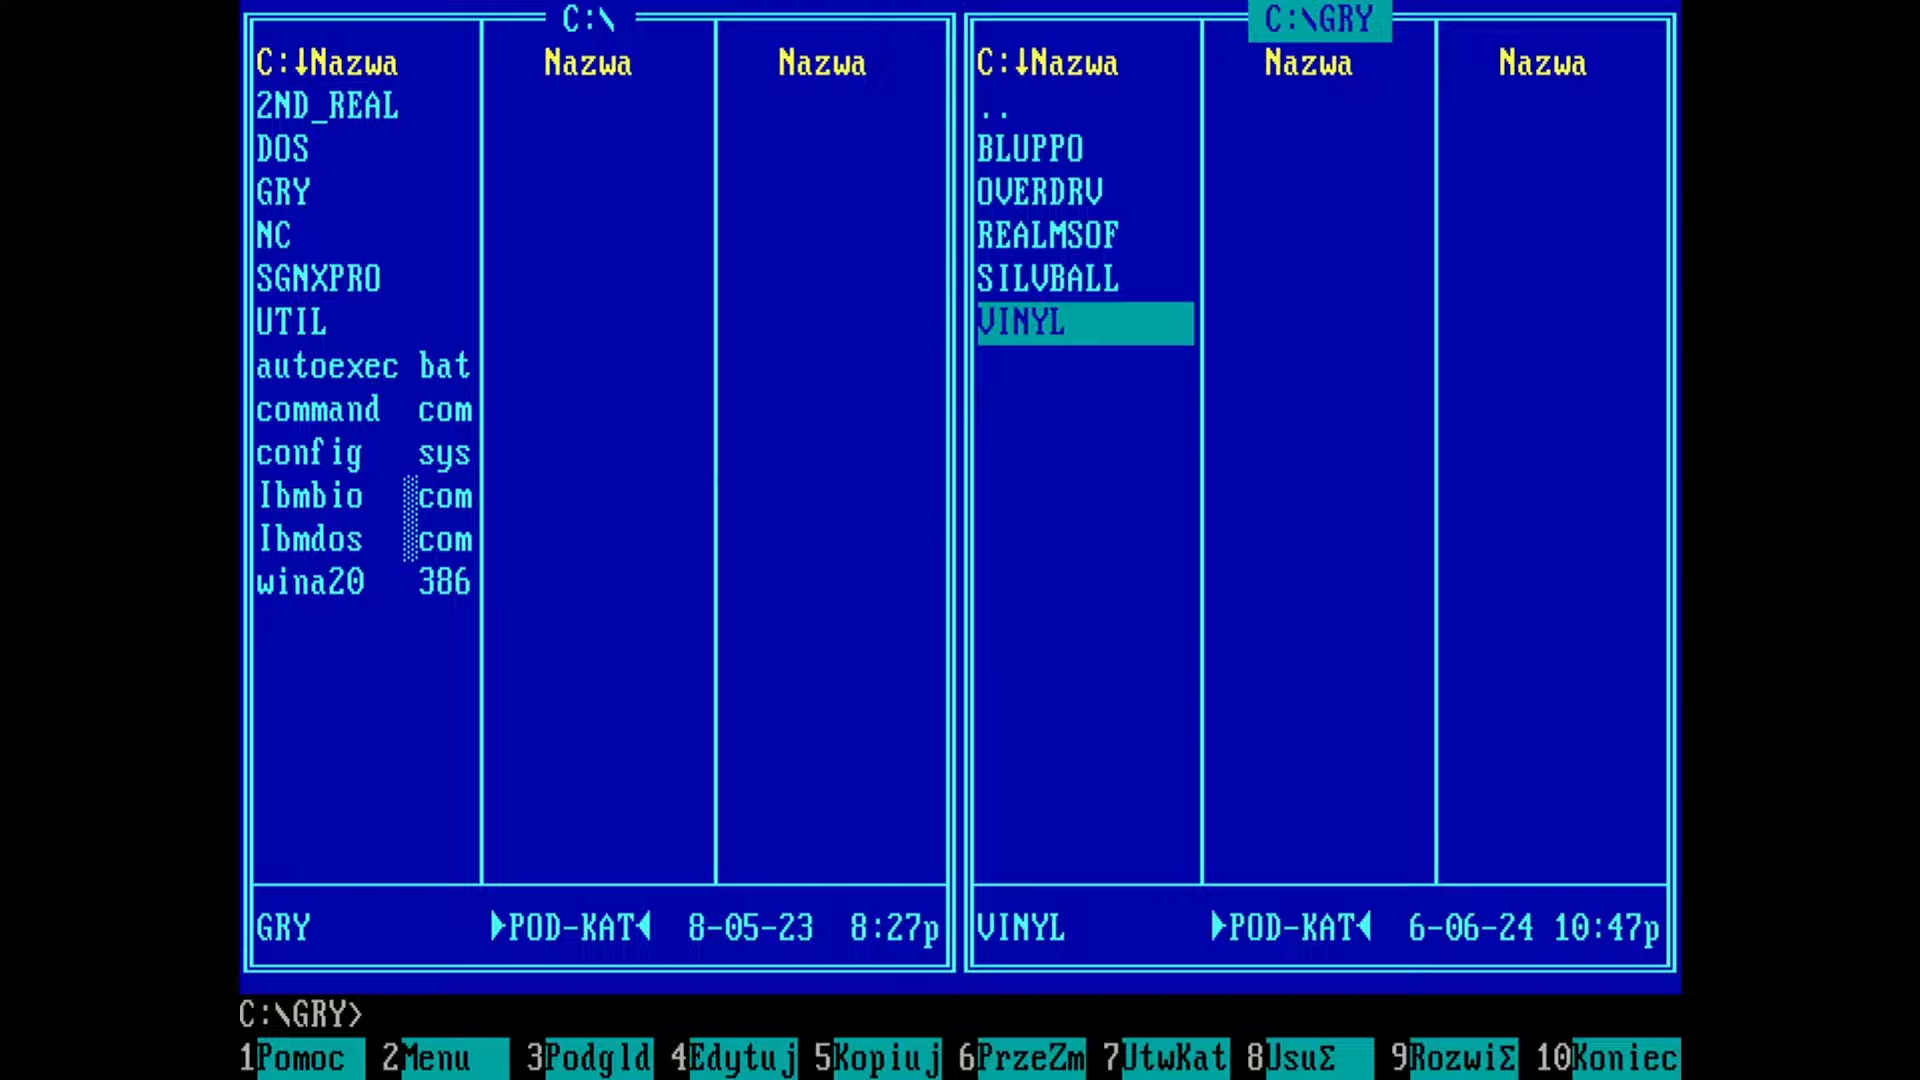 C:\
C:↓Nazwa Nazwa Nazwa
2ND_REAL
DOS
GRY
NC
SGNXPRO
UTIL
autoexec bat
command com
config sys
Ibmbio ░com
Ibmdos ░com
wina20 386
GRY ►POD-KAT◄ 8-05-23 8:27p
C:\GRY
C:↓Nazwa Nazwa Nazwa
..
BLUPPO
OVERDRV
REALMSOF
SILVBALL
VINYL
VINYL ►POD-KAT◄ 6-06-24 10:47p
C:\GRY>
1Pomoc 2Menu 3Podgld 4Edytuj 5Kopiuj 6PrzeZm 7UtwKat 8UsuΣ 9RozwiΣ 10Koniec